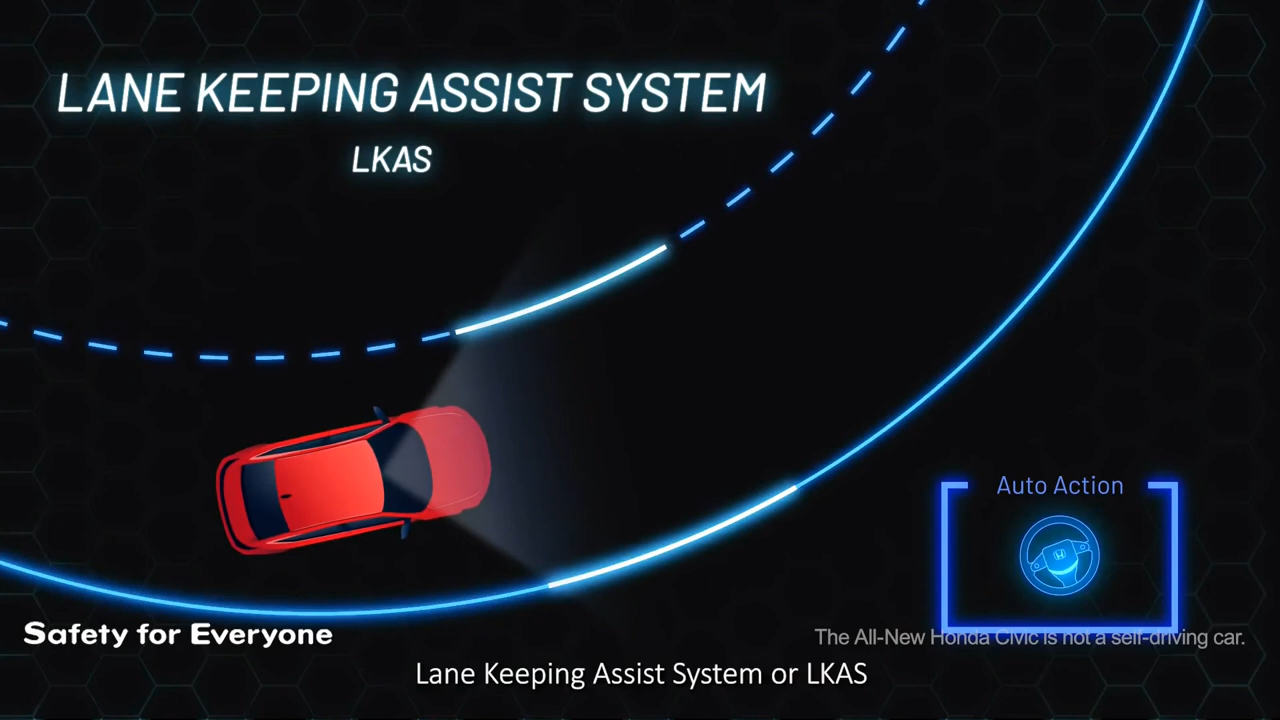 LANE KEEPING ASSIST SYSTEM
LKAS
Auto Action
Safety for Everyone
The All-New Honda Civic is not a self-driving car.
Lane Keeping Assist System or LKAS